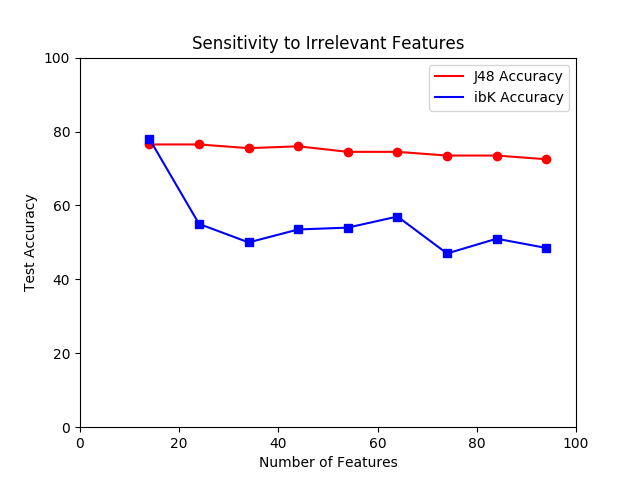 Sensitivity to Irrelevant Features
J48 Accuracy
ibK Accuracy
Test Accuracy
100
80
60
40
20
0
0 20 40 60 80 100
Number of Features